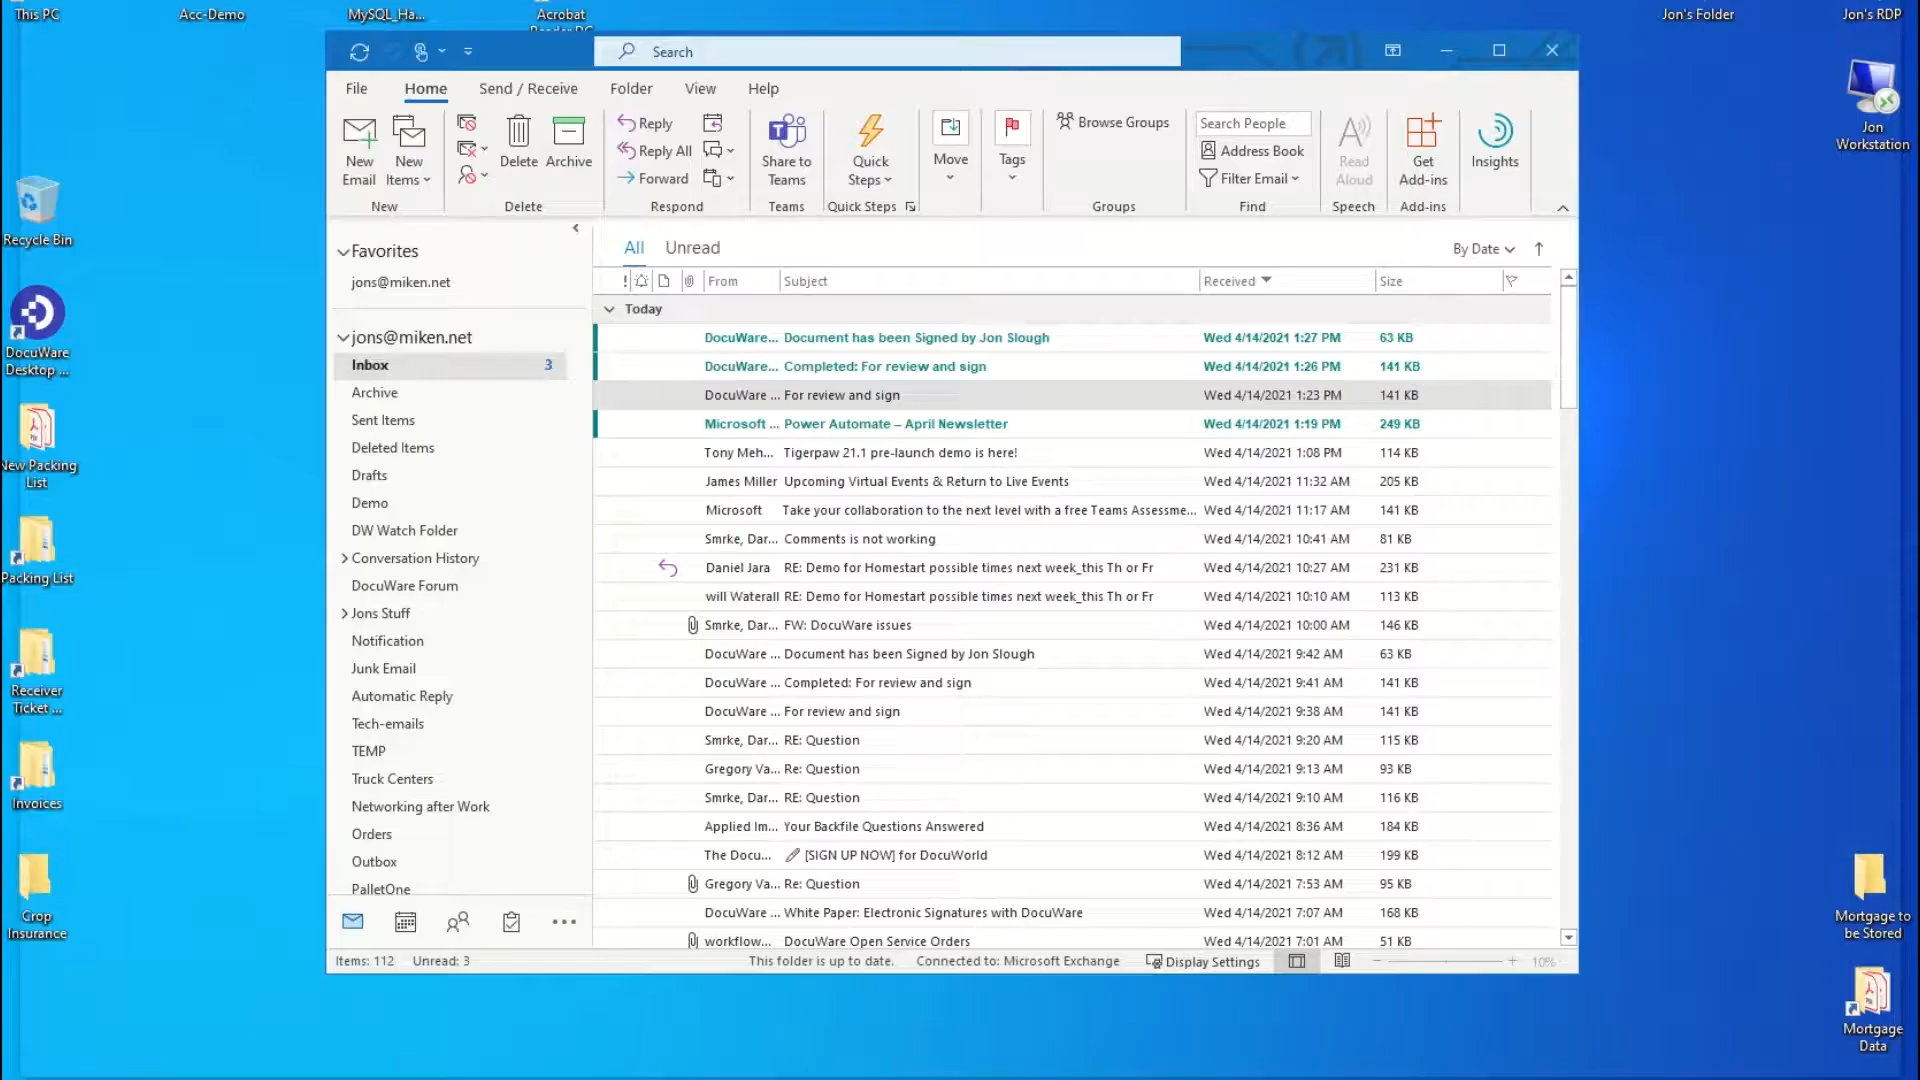 This PC
Acc-Demo
MySQL_Ha...
Acrobat
Reader DC
Jon's Folder
Jon's RDP
Search
File Home Send / Receive Folder View Help
New Email
New Items
Delete
Archive
Reply
Reply All
Forward
Share to Teams
Quick Steps
Move
Tags
Browse Groups
Search People
Address Book
Filter Email
Read Aloud
Get Add-ins
Insights
New Delete Respond Teams Quick Steps Groups Find Speech Add-ins
Jon Workstation
Recycle Bin
DocuWare Desktop ...
New Packing List
Packing List
Receiver Ticket ...
Invoices
Crop Insurance
Favorites
jons@miken.net
jons@miken.net
Inbox 3
Archive
Sent Items
Deleted Items
Drafts
Demo
DW Watch Folder
Conversation History
DocuWare Forum
Jons Stuff
Notification
Junk Email
Automatic Reply
Tech-emails
TEMP
Truck Centers
Networking after Work
Orders
Outbox
PalletOne
All Unread By Date
! From Subject Received Size
Today
DocuWare... Document has been Signed by Jon Slough Wed 4/14/2021 1:27 PM 63 KB
DocuWare... Completed: For review and sign Wed 4/14/2021 1:26 PM 141 KB
DocuWare ... For review and sign Wed 4/14/2021 1:23 PM 141 KB
Microsoft ... Power Automate – April Newsletter Wed 4/14/2021 1:19 PM 249 KB
Tony Meh... Tigerpaw 21.1 pre-launch demo is here! Wed 4/14/2021 1:08 PM 114 KB
James Miller Upcoming Virtual Events & Return to Live Events Wed 4/14/2021 11:32 AM 205 KB
Microsoft Take your collaboration to the next level with a free Teams Assessme... Wed 4/14/2021 11:17 AM 141 KB
Smrke, Dar... Comments is not working Wed 4/14/2021 10:41 AM 81 KB
Daniel Jara RE: Demo for Homestart possible times next week_this Th or Fr Wed 4/14/2021 10:27 AM 231 KB
will Waterall RE: Demo for Homestart possible times next week_this Th or Fr Wed 4/14/2021 10:10 AM 113 KB
Smrke, Dar... FW: DocuWare issues Wed 4/14/2021 10:00 AM 146 KB
DocuWare ... Document has been Signed by Jon Slough Wed 4/14/2021 9:42 AM 63 KB
DocuWare ... Completed: For review and sign Wed 4/14/2021 9:41 AM 141 KB
DocuWare ... For review and sign Wed 4/14/2021 9:38 AM 141 KB
Smrke, Dar... RE: Question Wed 4/14/2021 9:20 AM 115 KB
Gregory Va... Re: Question Wed 4/14/2021 9:13 AM 93 KB
Smrke, Dar... RE: Question Wed 4/14/2021 9:10 AM 116 KB
Applied Im... Your Backfile Questions Answered Wed 4/14/2021 8:36 AM 184 KB
The Docu... [SIGN UP NOW] for DocuWorld Wed 4/14/2021 8:12 AM 199 KB
Gregory Va... Re: Question Wed 4/14/2021 7:53 AM 95 KB
DocuWare ... White Paper: Electronic Signatures with DocuWare Wed 4/14/2021 7:07 AM 168 KB
workflow... DocuWare Open Service Orders Wed 4/14/2021 7:01 AM 51 KB
Items: 112 Unread: 3 This folder is up to date. Connected to: Microsoft Exchange Display Settings 10%
Mortgage to be Stored
Mortgage Data